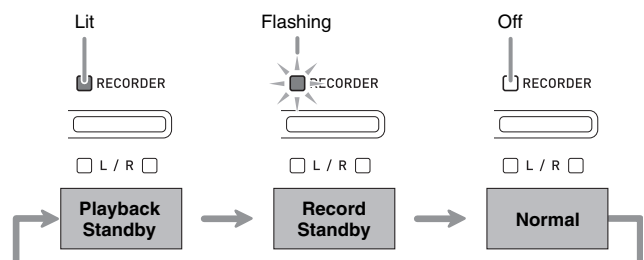 Lit Flashing Off
RECORDER RECORDER RECORDER
L / R L / R L / R
Playback Standby
Record Standby
Normal